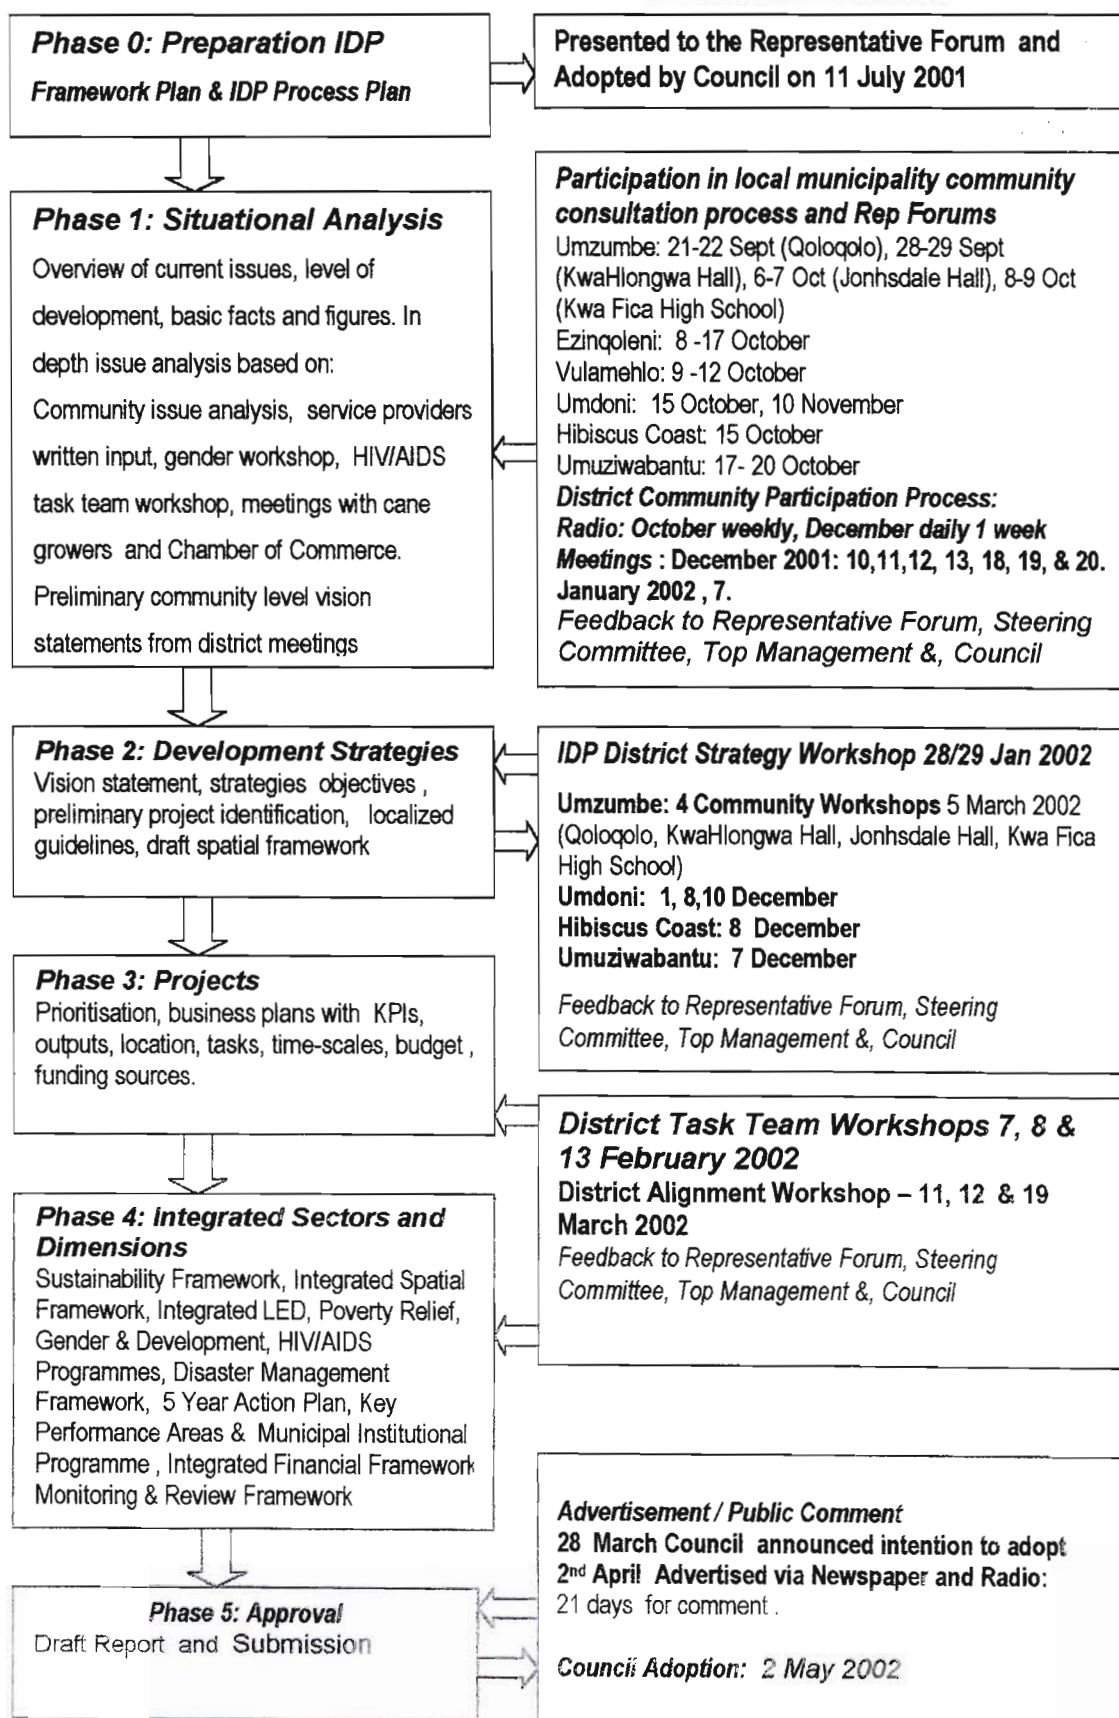 Phase 0: Preparation IDP
Framework Plan & IDP Process Plan
Presented to the Representative Forum and
Adopted by Council on 11 July 2001
Phase 1: Situational Analysis
Overview of current issues, level of
development, basic facts and figures. In
depth issue analysis based on:
Community issue analysis, service providers
written input, gender workshop, HIV/AIDS
task team workshop, meetings with cane
growers and Chamber of Commerce.
Preliminary community level vision
statements from district meetings
Participation in local municipality community
consultation process and Rep Forums
Umzumbe: 21-22 Sept (Qoloqolo), 28-29 Sept
(KwaHlongwa Hall), 6-7 Oct (Jonhsdale Hall), 8-9 Oct
(Kwa Fica High School)
Ezinqoleni: 8 -17 October
Vulamehlo: 9 -12 October
Umdoni: 15 October, 10 November
Hibiscus Coast: 15 October
Umuziwabantu: 17- 20 October
District Community Participation Process:
Radio: October weekly, December daily 1 week
Meetings : December 2001: 10,11,12, 13, 18, 19, & 20.
January 2002 , 7.
Feedback to Representative Forum, Steering
Committee, Top Management &, Council
Phase 2: Development Strategies
Vision statement, strategies objectives ,
preliminary project identification, localized
guidelines, draft spatial framework
IDP District Strategy Workshop 28/29 Jan 2002
Umzumbe: 4 Community Workshops 5 March 2002
(Qoloqolo, KwaHlongwa Hall, Jonhsdale Hall, Kwa Fica
High School)
Umdoni: 1, 8,10 December
Hibiscus Coast: 8 December
Umuziwabantu: 7 December
Feedback to Representative Forum, Steering
Committee, Top Management &, Council
Phase 3: Projects
Prioritisation, business plans with KPIs,
outputs, location, tasks, time-scales, budget ,
funding sources.
District Task Team Workshops 7, 8 &
13 February 2002
District Alignment Workshop – 11, 12 & 19
March 2002
Feedback to Representative Forum, Steering
Committee, Top Management &, Council
Phase 4: Integrated Sectors and
Dimensions
Sustainability Framework, Integrated Spatial
Framework, Integrated LED, Poverty Relief,
Gender & Development, HIV/AIDS
Programmes, Disaster Management
Framework, 5 Year Action Plan, Key
Performance Areas & Municipal Institutional
Programme , Integrated Financial Framework
Monitoring & Review Framework
Advertisement / Public Comment
28 March Council announced intention to adopt
2nd April Advertised via Newspaper and Radio:
21 days for comment .
Council Adoption: 2 May 2002
Phase 5: Approval
Draft Report and Submission